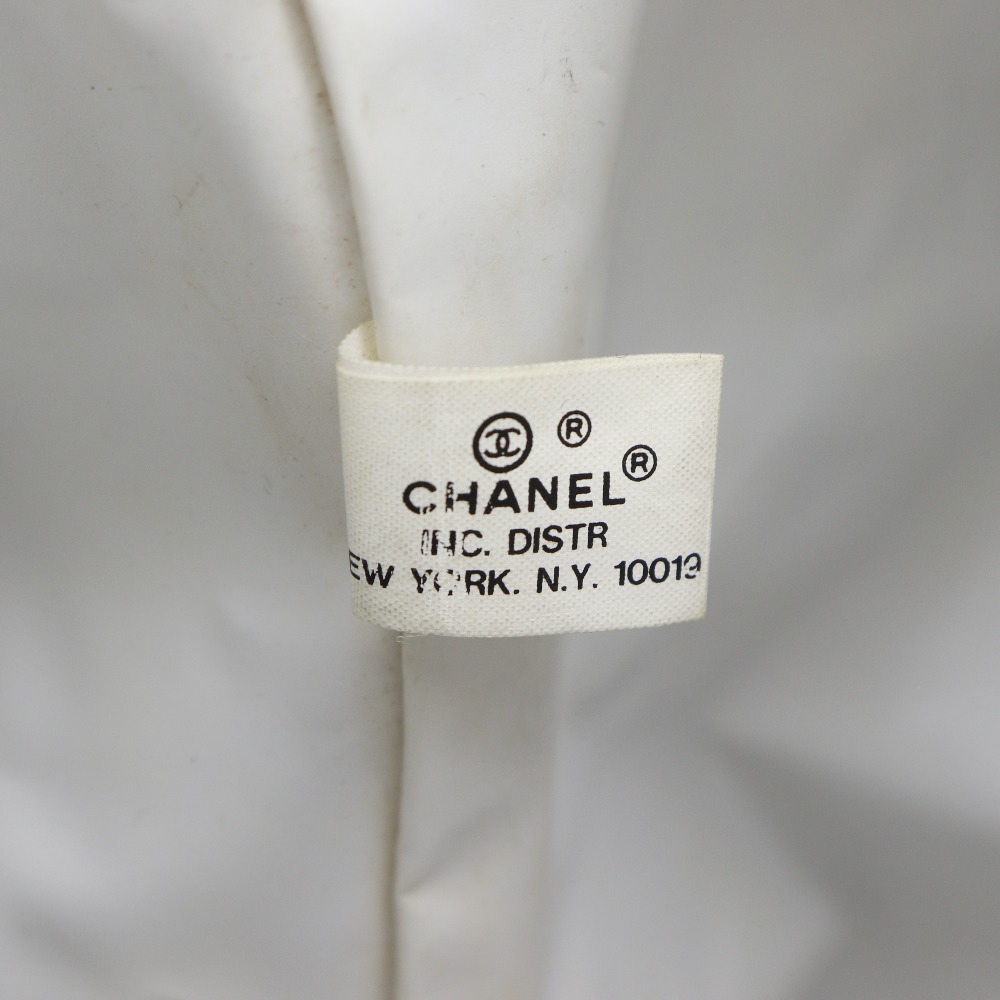 ® 
CHANEL®
INC. DISTR
EW YORK. N.Y. 10019